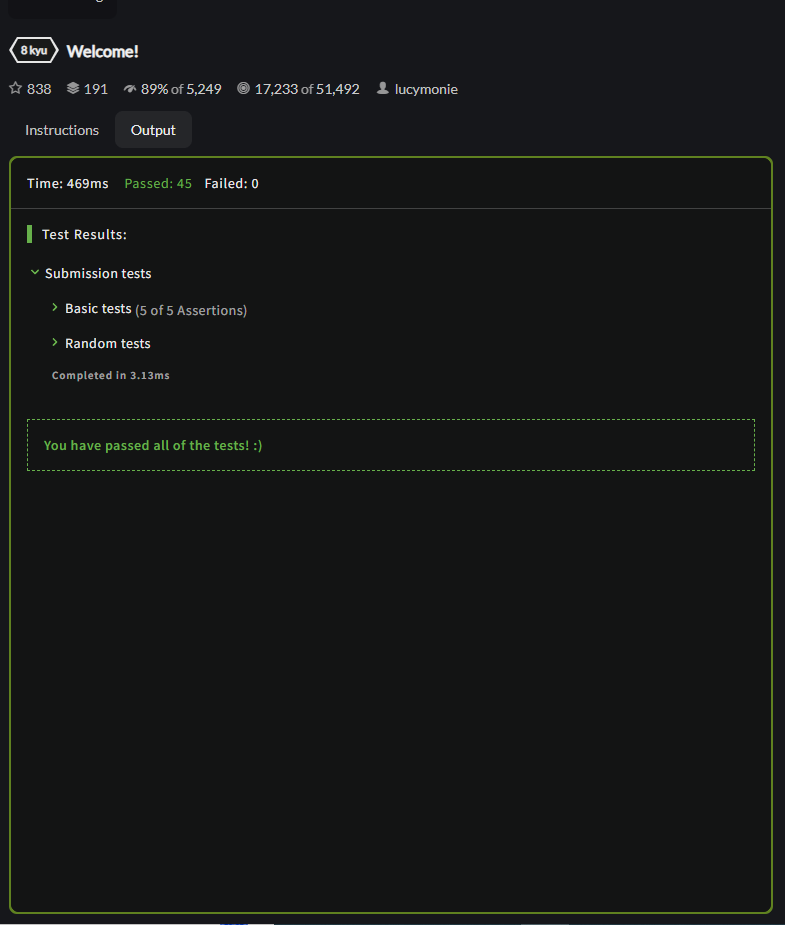 8 kyu Welcome!
838 191 89% of 5,249 17,233 of 51,492 lucymonie
Instructions Output
Time: 469ms Passed: 45 Failed: 0
Test Results:
Submission tests
Basic tests (5 of 5 Assertions)
Random tests
Completed in 3.13ms
You have passed all of the tests! :)